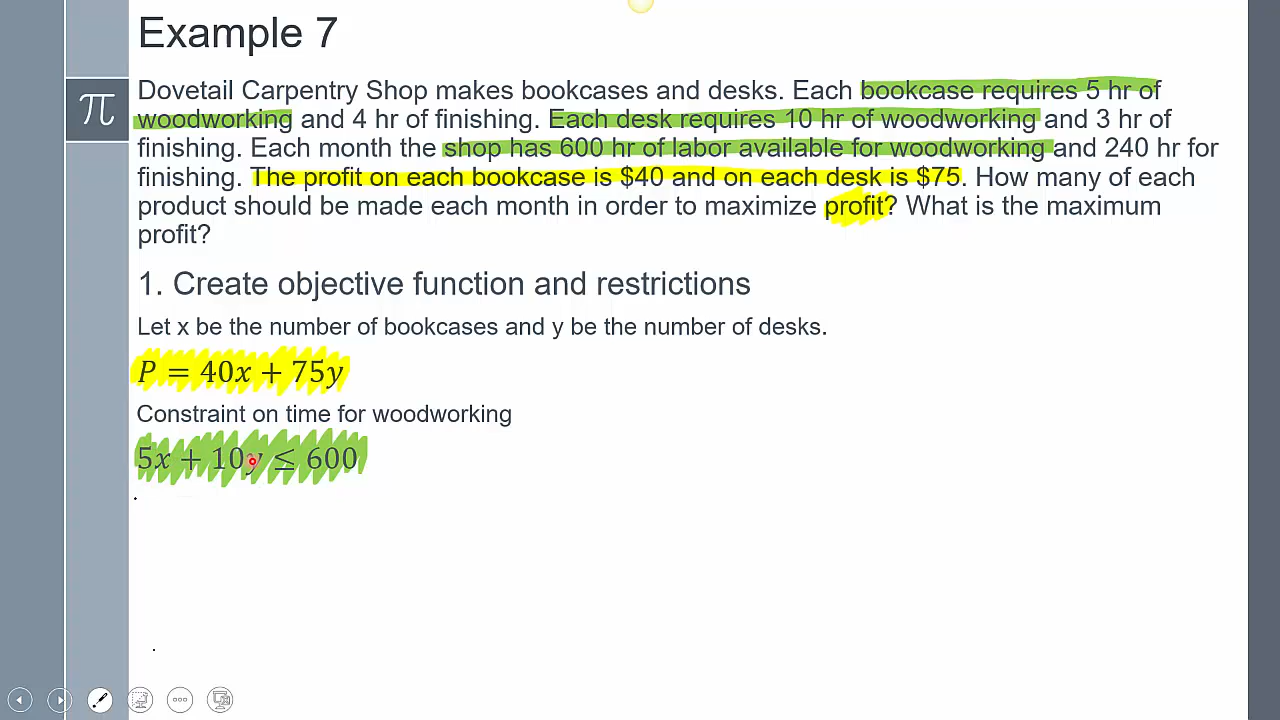 Example 7
π
Dovetail Carpentry Shop makes bookcases and desks. Each bookcase requires 5 hr of
woodworking and 4 hr of finishing. Each desk requires 10 hr of woodworking and 3 hr of
finishing. Each month the shop has 600 hr of labor available for woodworking and 240 hr for
finishing. The profit on each bookcase is $40 and on each desk is $75. How many of each
product should be made each month in order to maximize profit? What is the maximum
profit?
1. Create objective function and restrictions
Let x be the number of bookcases and y be the number of desks.
P = 40x + 75y
Constraint on time for woodworking
5x + 10y ≤ 600